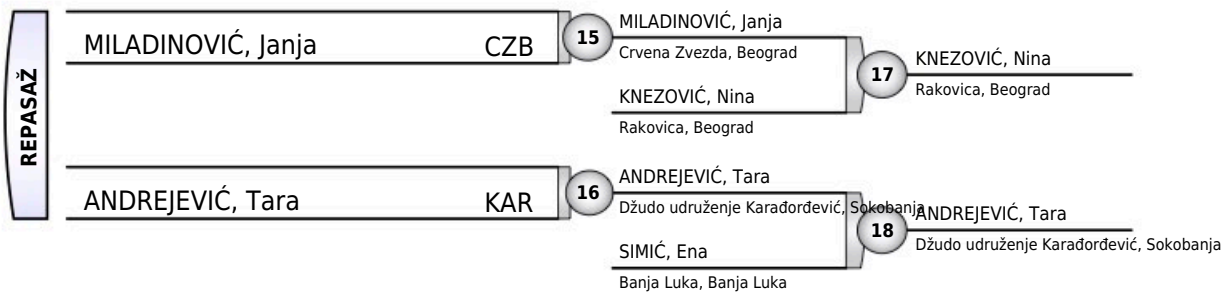 REPASAŽ
MILADINOVIĆ, Janja CZB
15
MILADINOVIĆ, Janja
Crvena Zvezda, Beograd
KNEZOVIĆ, Nina
Rakovica, Beograd
17
KNEZOVIĆ, Nina
Rakovica, Beograd
ANDREJEVIĆ, Tara KAR
16
ANDREJEVIĆ, Tara
Džudo udruženje Karađorđević, Sokobanja
SIMIĆ, Ena
Banja Luka, Banja Luka
18
ANDREJEVIĆ, Tara
Džudo udruženje Karađorđević, Sokobanja